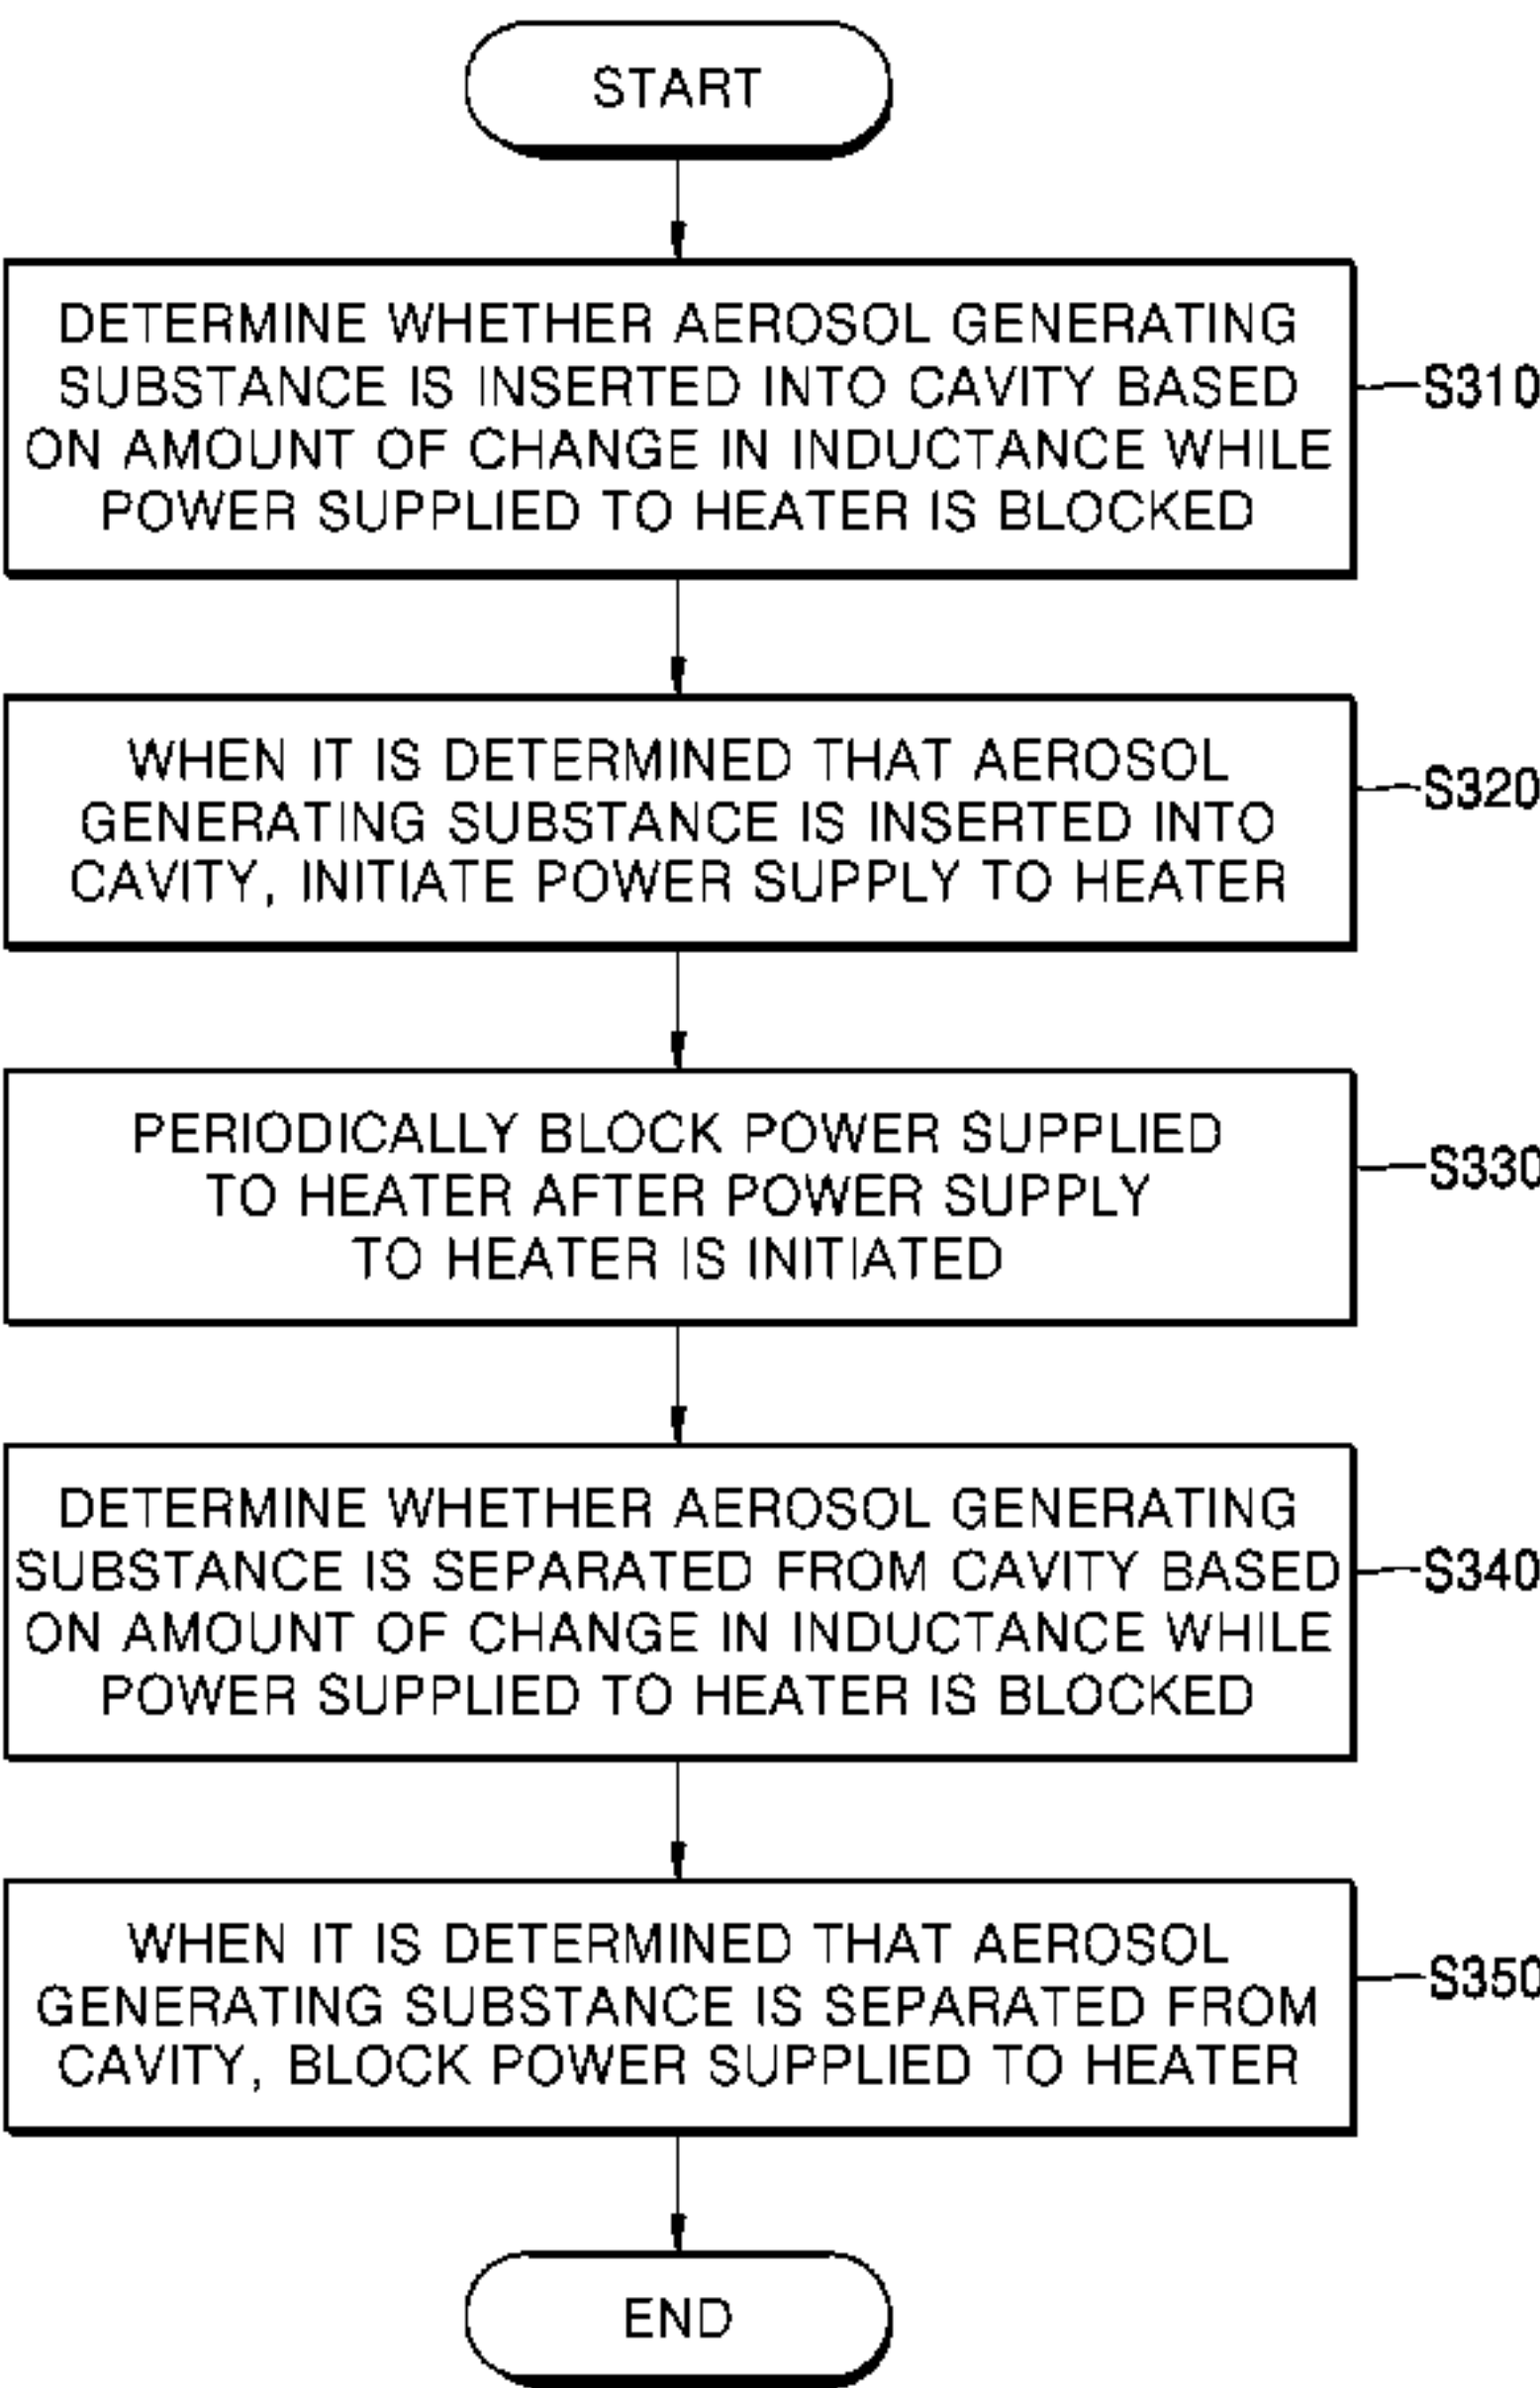 START
DETERMINE WHETHER AEROSOL GENERATING
SUBSTANCE IS INSERTED INTO CAVITY BASED
ON AMOUNT OF CHANGE IN INDUCTANCE WHILE
POWER SUPPLIED TO HEATER IS BLOCKED
S310
WHEN IT IS DETERMINED THAT AEROSOL
GENERATING SUBSTANCE IS INSERTED INTO
CAVITY, INITIATE POWER SUPPLY TO HEATER
S320
PERIODICALLY BLOCK POWER SUPPLIED
TO HEATER AFTER POWER SUPPLY
TO HEATER IS INITIATED
S330
DETERMINE WHETHER AEROSOL GENERATING
SUBSTANCE IS SEPARATED FROM CAVITY BASED
ON AMOUNT OF CHANGE IN INDUCTANCE WHILE
POWER SUPPLIED TO HEATER IS BLOCKED
S340
WHEN IT IS DETERMINED THAT AEROSOL
GENERATING SUBSTANCE IS SEPARATED FROM
CAVITY, BLOCK POWER SUPPLIED TO HEATER
S350
END